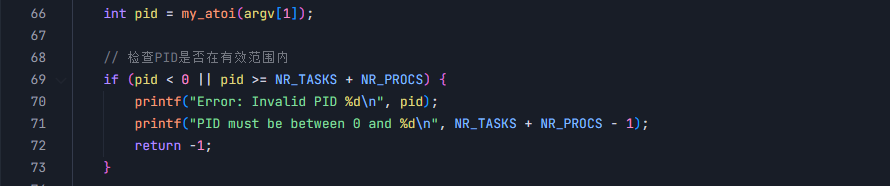 66 int pid = my_atoi(argv[1]);
67
68 // 检查PID是否在有效范围内
69 if (pid < 0 || pid >= NR_TASKS + NR_PROCS) {
70 printf("Error: Invalid PID %d\n", pid);
71 printf("PID must be between 0 and %d\n", NR_TASKS + NR_PROCS - 1);
72 return -1;
73 }